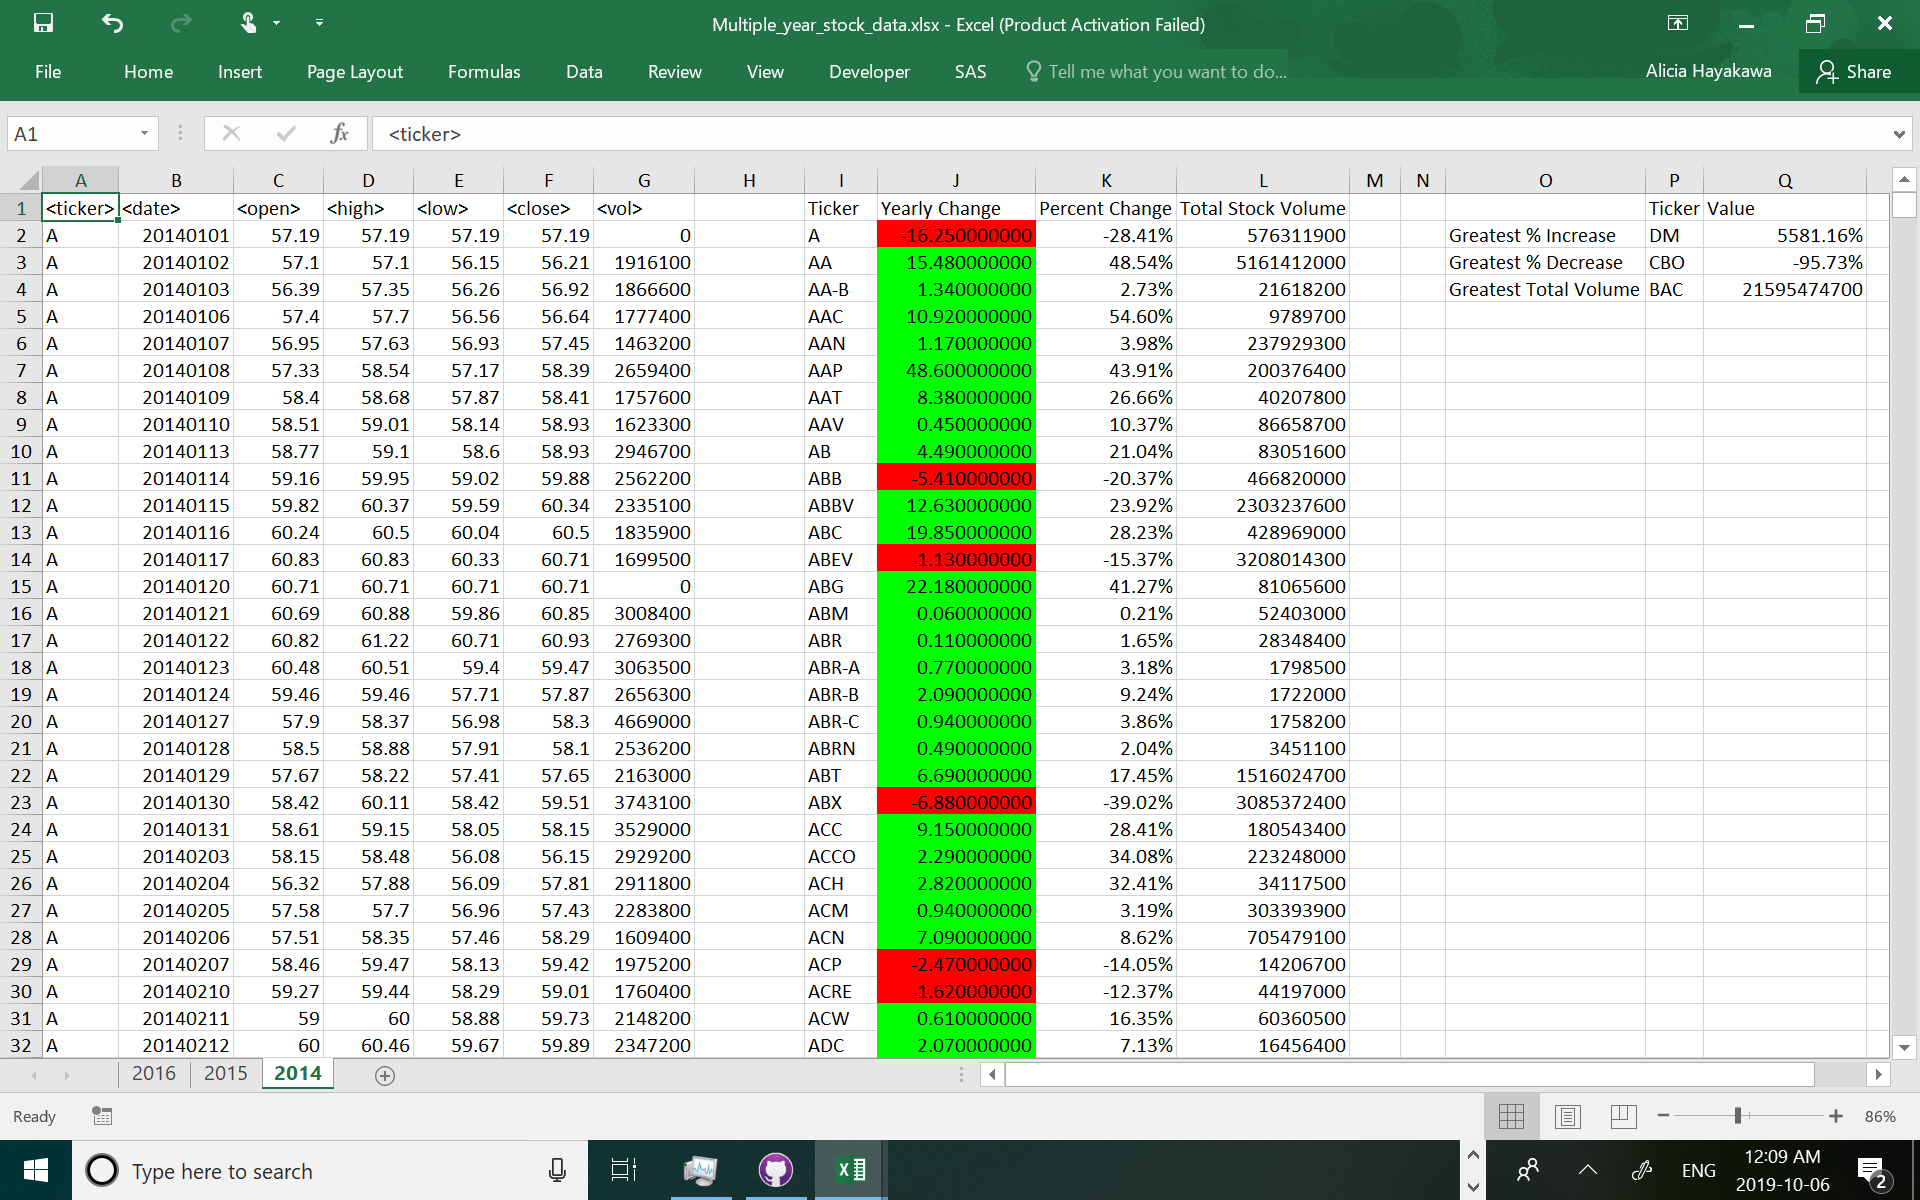 Multiple_year_stock_data.xlsx - Excel (Product Activation Failed)
File Home Insert Page Layout Formulas Data Review View Developer SAS Tell me what you want to do... Alicia Hayakawa Share
A1 fx <ticker>
A B C D E F G H I J K L M N O P Q
1 <ticker> <date> <open> <high> <low> <close> <vol> Ticker Yearly Change Percent Change Total Stock Volume Ticker Value
2 A 20140101 57.19 57.19 57.19 57.19 0 A -16.250000000 -28.41% 576311900 Greatest % Increase DM 5581.16%
3 A 20140102 57.1 57.1 56.15 56.21 1916100 AA 15.480000000 48.54% 5161412000 Greatest % Decrease CBO -95.73%
4 A 20140103 56.39 57.35 56.26 56.92 1866600 AA-B 1.340000000 2.73% 21618200 Greatest Total Volume BAC 21595474700
5 A 20140106 57.4 57.7 56.56 56.64 1777400 AAC 10.920000000 54.60% 9789700
6 A 20140107 56.95 57.63 56.93 57.45 1463200 AAN 1.170000000 3.98% 237929300
7 A 20140108 57.33 58.54 57.17 58.39 2659400 AAP 48.600000000 43.91% 200376400
8 A 20140109 58.4 58.68 57.87 58.41 1757600 AAT 8.380000000 26.66% 40207800
9 A 20140110 58.51 59.01 58.14 58.93 1623300 AAV 0.450000000 10.37% 86658700
10 A 20140113 58.77 59.1 58.6 58.93 2946700 AB 4.490000000 21.04% 83051600
11 A 20140114 59.16 59.95 59.02 59.88 2562200 ABB -5.410000000 -20.37% 466820000
12 A 20140115 59.82 60.37 59.59 60.34 2335100 ABBV 12.630000000 23.92% 2303237600
13 A 20140116 60.24 60.5 60.04 60.5 1835900 ABC 19.850000000 28.23% 428969000
14 A 20140117 60.83 60.83 60.33 60.71 1699500 ABEV -1.130000000 -15.37% 3208014300
15 A 20140120 60.71 60.71 60.71 60.71 0 ABG 22.180000000 41.27% 81065600
16 A 20140121 60.69 60.88 59.86 60.85 3008400 ABM 0.060000000 0.21% 52403000
17 A 20140122 60.82 61.22 60.71 60.93 2769300 ABR 0.110000000 1.65% 28348400
18 A 20140123 60.48 60.51 59.4 59.47 3063500 ABR-A 0.770000000 3.18% 1798500
19 A 20140124 59.46 59.46 57.71 57.87 2656300 ABR-B 2.090000000 9.24% 1722000
20 A 20140127 57.9 58.37 56.98 58.3 4669000 ABR-C 0.940000000 3.86% 1758200
21 A 20140128 58.5 58.88 57.91 58.1 2536200 ABRN 0.490000000 2.04% 3451100
22 A 20140129 57.67 58.22 57.41 57.65 2163000 ABT 6.690000000 17.45% 1516024700
23 A 20140130 58.42 60.11 58.42 59.51 3743100 ABX -6.880000000 -39.02% 3085372400
24 A 20140131 58.61 59.15 58.05 58.15 3529000 ACC 9.150000000 28.41% 180543400
25 A 20140203 58.15 58.48 56.08 56.15 2929200 ACCO 2.290000000 34.08% 223248000
26 A 20140204 56.32 57.88 56.09 57.81 2911800 ACH 2.820000000 32.41% 34117500
27 A 20140205 57.58 57.7 56.96 57.43 2283800 ACM 0.940000000 3.19% 303393900
28 A 20140206 57.51 58.35 57.46 58.29 1609400 ACN 7.090000000 8.62% 705479100
29 A 20140207 58.46 59.47 58.13 59.42 1975200 ACP -2.470000000 -14.05% 14206700
30 A 20140210 59.27 59.44 58.29 59.01 1760400 ACRE -1.620000000 -12.37% 44197000
31 A 20140211 59 60 58.88 59.73 2148200 ACW 0.610000000 16.35% 60360500
32 A 20140212 60 60.46 59.67 59.89 2347200 ADC 2.070000000 7.13% 16456400
2016 2015 2014
Ready 86%
Type here to search ENG 12:09 AM
2019-10-06 2